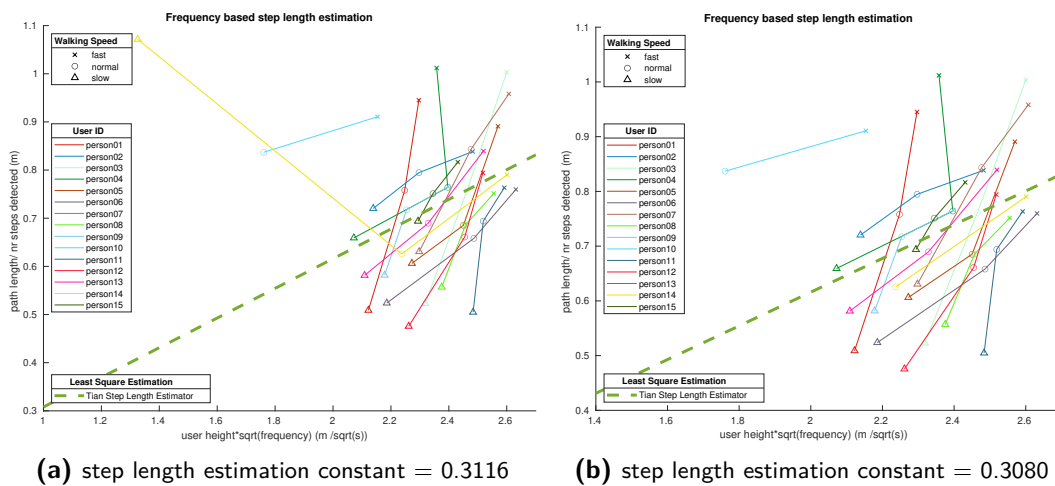 Frequency based step length estimation
1.1
1
0.9
0.8
0.7
0.6
0.5
0.4
0.3
path length/ nr steps detected (m)
Walking Speed
fast
normal
slow
User ID
person01
person02
person03
person04
person05
person06
person07
person08
person09
person10
person11
person12
person13
person14
person15
Least Square Estimation
Tian Step Length Estimator
1 1.2 1.4 1.6 1.8 2 2.2 2.4 2.6
user height*sqrt(frequency) (m /sqrt(s))
(a) step length estimation constant = 0.3116
Frequency based step length estimation
1.1
1
0.9
0.8
0.7
0.6
0.5
0.4
path length/ nr steps detected (m)
Walking Speed
fast
normal
slow
User ID
person01
person02
person03
person04
person05
person06
person07
person08
person09
person10
person11
person12
person13
person14
person15
Least Square Estimation
Tian Step Length Estimator
1.4 1.6 1.8 2 2.2 2.4 2.6
user height*sqrt(frequency) (m /sqrt(s))
(b) step length estimation constant = 0.3080